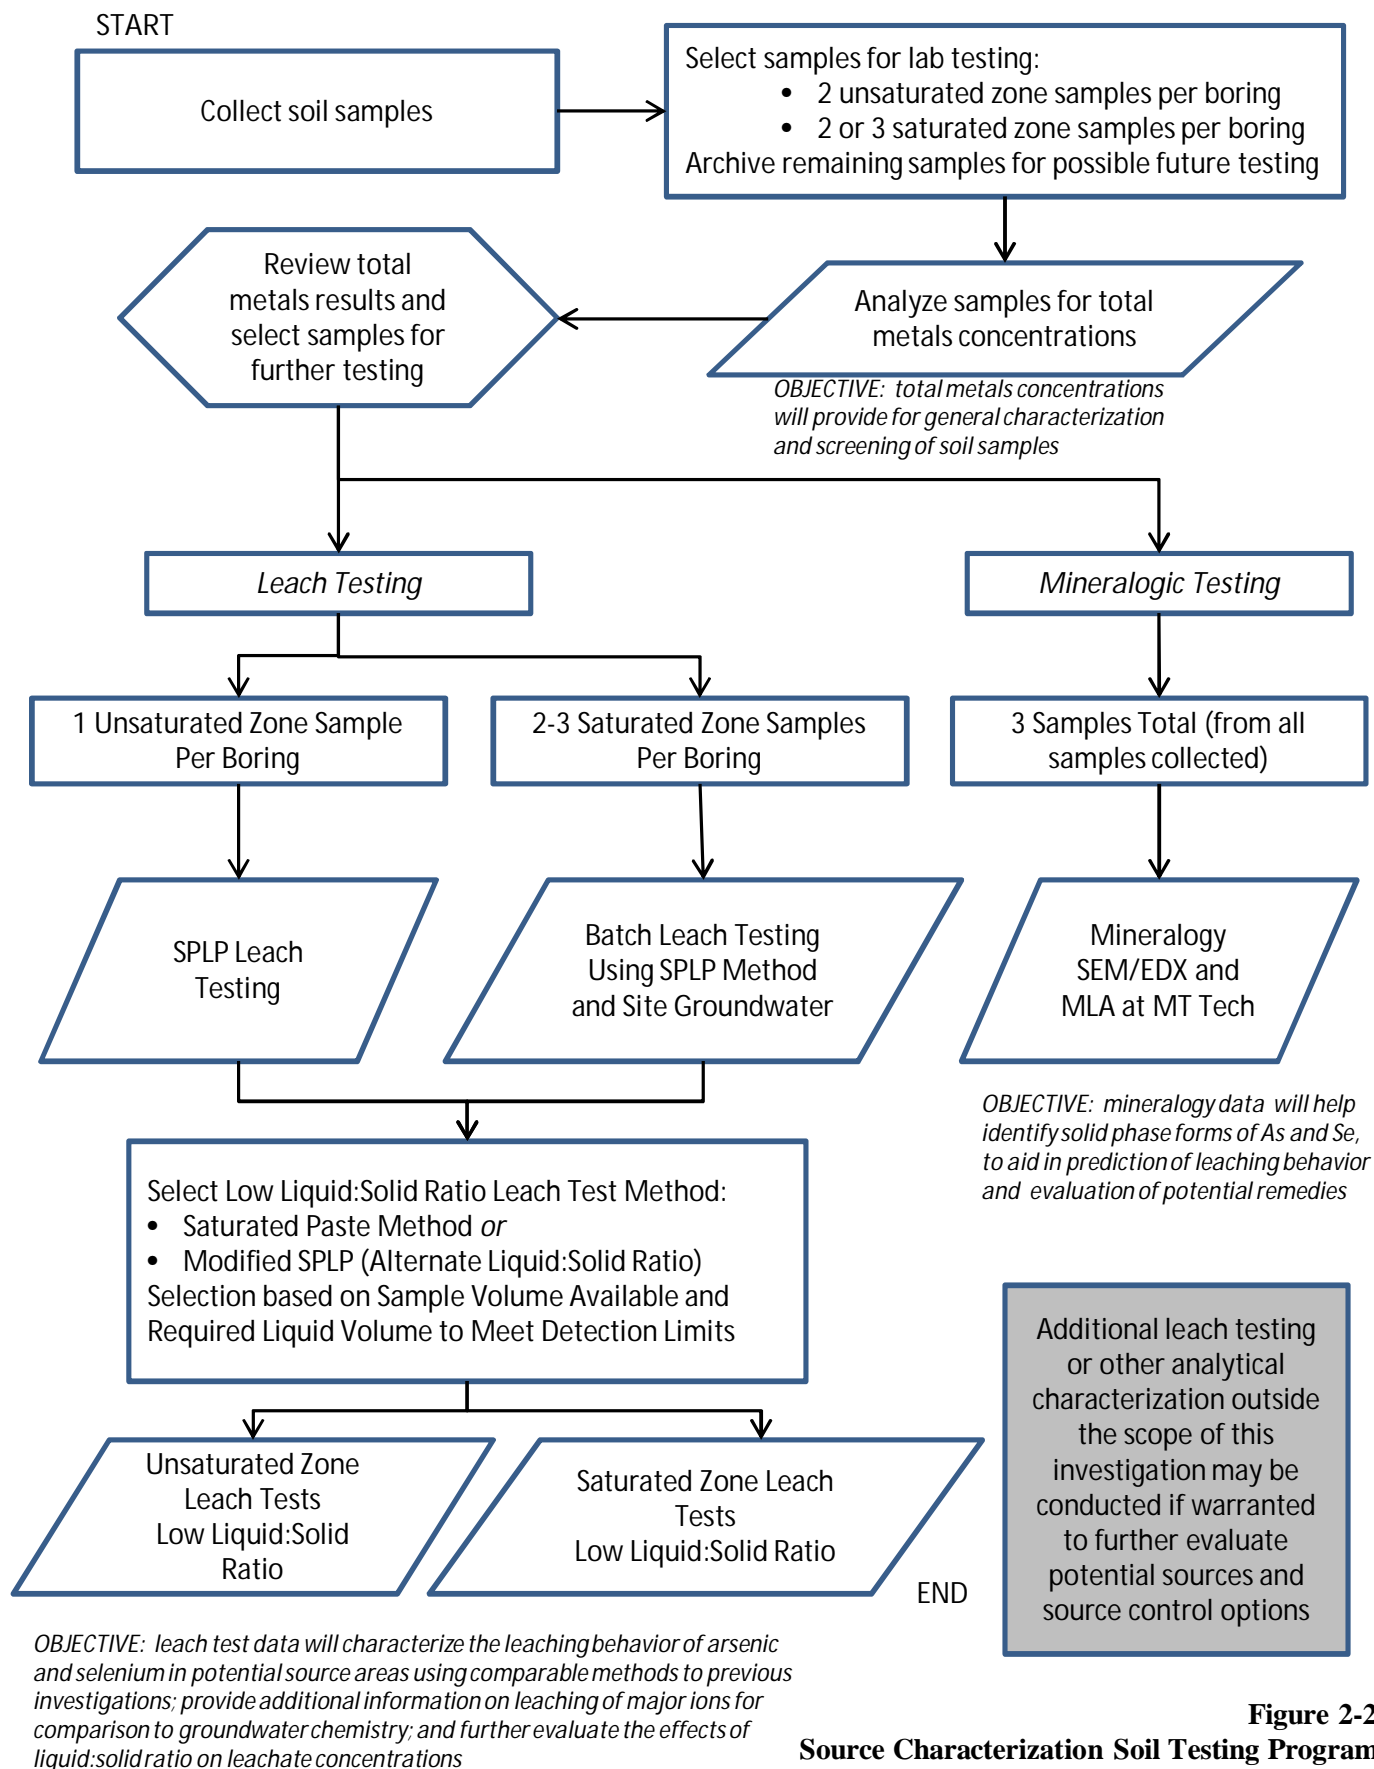 START
Collect soil samples
Select samples for lab testing:
• 2 unsaturated zone samples per boring
• 2 or 3 saturated zone samples per boring
Archive remaining samples for possible future testing
Review total
metals results and
select samples for
further testing
Analyze samples for total
metals concentrations
OBJECTIVE: total metals concentrations
will provide for general characterization
and screening of soil samples
Leach Testing
Mineralogic Testing
1 Unsaturated Zone Sample
Per Boring
2-3 Saturated Zone Samples
Per Boring
3 Samples Total (from all
samples collected)
SPLP Leach
Testing
Batch Leach Testing
Using SPLP Method
and Site Groundwater
Mineralogy
SEM/EDX and
MLA at MT Tech
OBJECTIVE: mineralogy data will help
identify solid phase forms of As and Se,
to aid in prediction of leaching behavior
and evaluation of potential remedies
Select Low Liquid:Solid Ratio Leach Test Method:
• Saturated Paste Method or
• Modified SPLP (Alternate Liquid:Solid Ratio)
Selection based on Sample Volume Available and
Required Liquid Volume to Meet Detection Limits
Additional leach testing
or other analytical
characterization outside
the scope of this
investigation may be
conducted if warranted
to further evaluate
potential sources and
source control options
Unsaturated Zone
Leach Tests
Low Liquid:Solid
Ratio
Saturated Zone Leach
Tests
Low Liquid:Solid Ratio
END
OBJECTIVE: leach test data will characterize the leaching behavior of arsenic
and selenium in potential source areas using comparable methods to previous
investigations; provide additional information on leaching of major ions for
comparison to groundwater chemistry; and further evaluate the effects of
liquid:solid ratio on leachate concentrations
Figure 2-2
Source Characterization Soil Testing Program